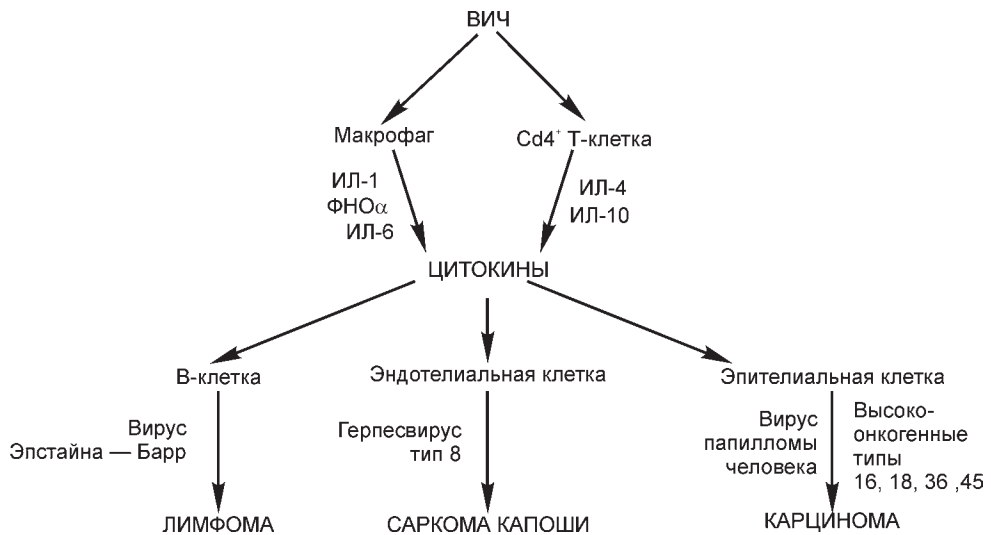 ВИЧ
Макрофаг
Cd4⁺ Т-клетка
ИЛ-1
ФНОα
ИЛ-6
ИЛ-4
ИЛ-10
ЦИТОКИНЫ
В-клетка
Эндотелиальная клетка
Эпителиальная клетка
Вирус
Эпстайна — Барр
Герпесвирус
тип 8
Вирус
папилломы
человека
Высоко-
онкогенные
типы
16, 18, 36 ,45
ЛИМФОМА
САРКОМА КАПОШИ
КАРЦИНОМА